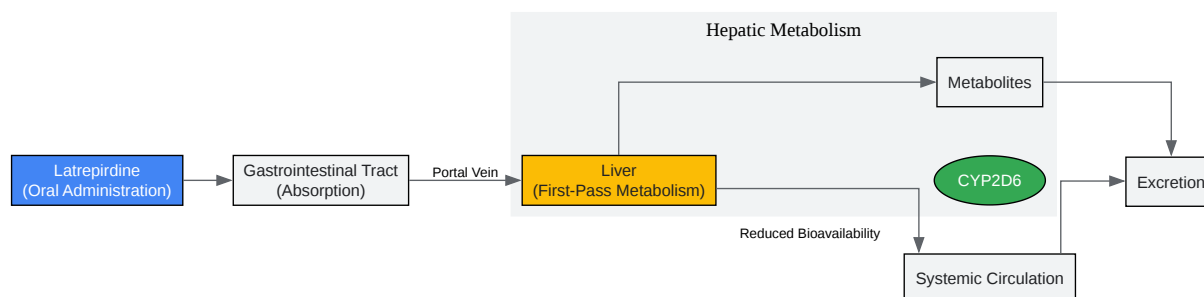 Hepatic Metabolism
Metabolites
Latrepirdine
(Oral Administration)
Gastrointestinal Tract
(Absorption)
Portal Vein
Liver
(First-Pass Metabolism)
CYP2D6
Excretion
Reduced Bioavailability
Systemic Circulation